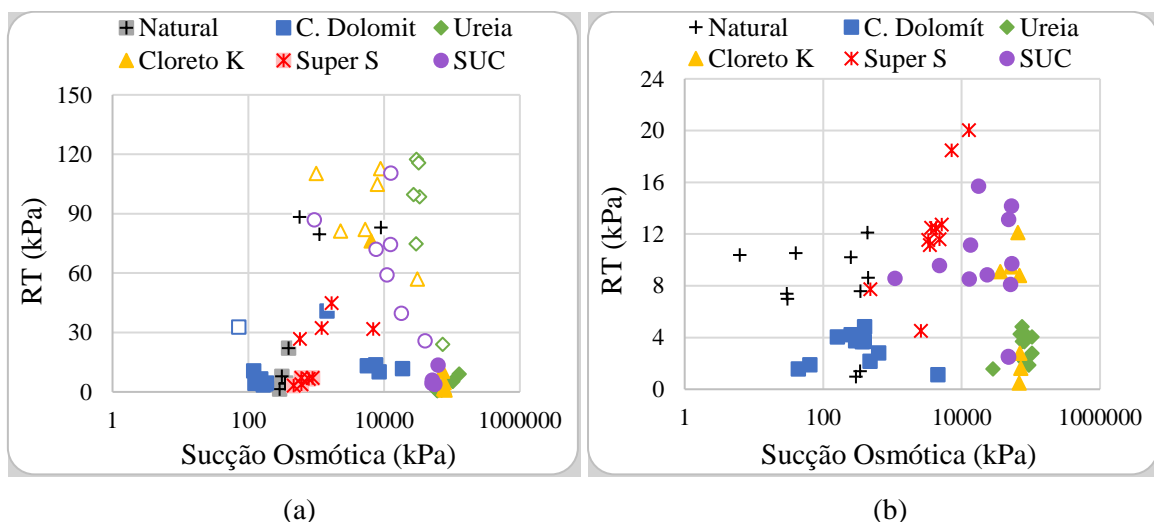 Natural C. Dolomit Ureia
Cloreto K Super S SUC
150
120
90
60
30
0
RT (kPa)
1 100 10000 1000000
Sucção Osmótica (kPa)
(a)
Natural C. Dolomít Ureia
Cloreto K Super S SUC
24
20
16
12
8
4
0
RT (kPa)
1 100 10000 1000000
Sucção Osmótica (kPa)
(b)